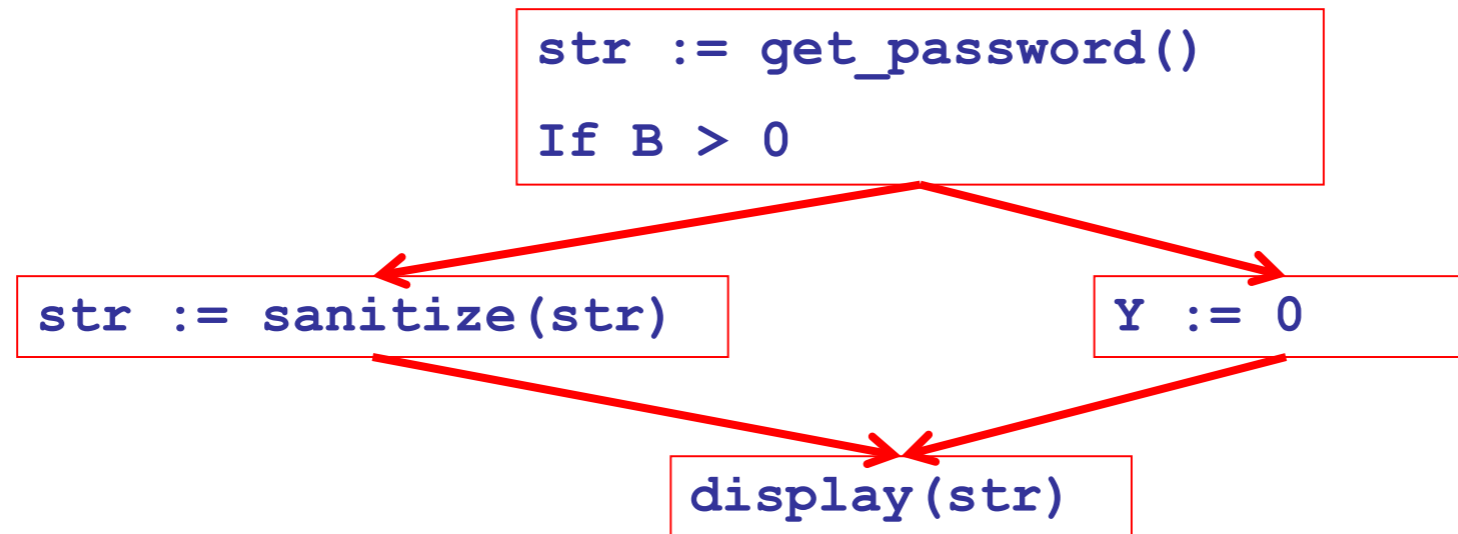 str := get_password()
If B > 0
str := sanitize(str)
Y := 0
display(str)